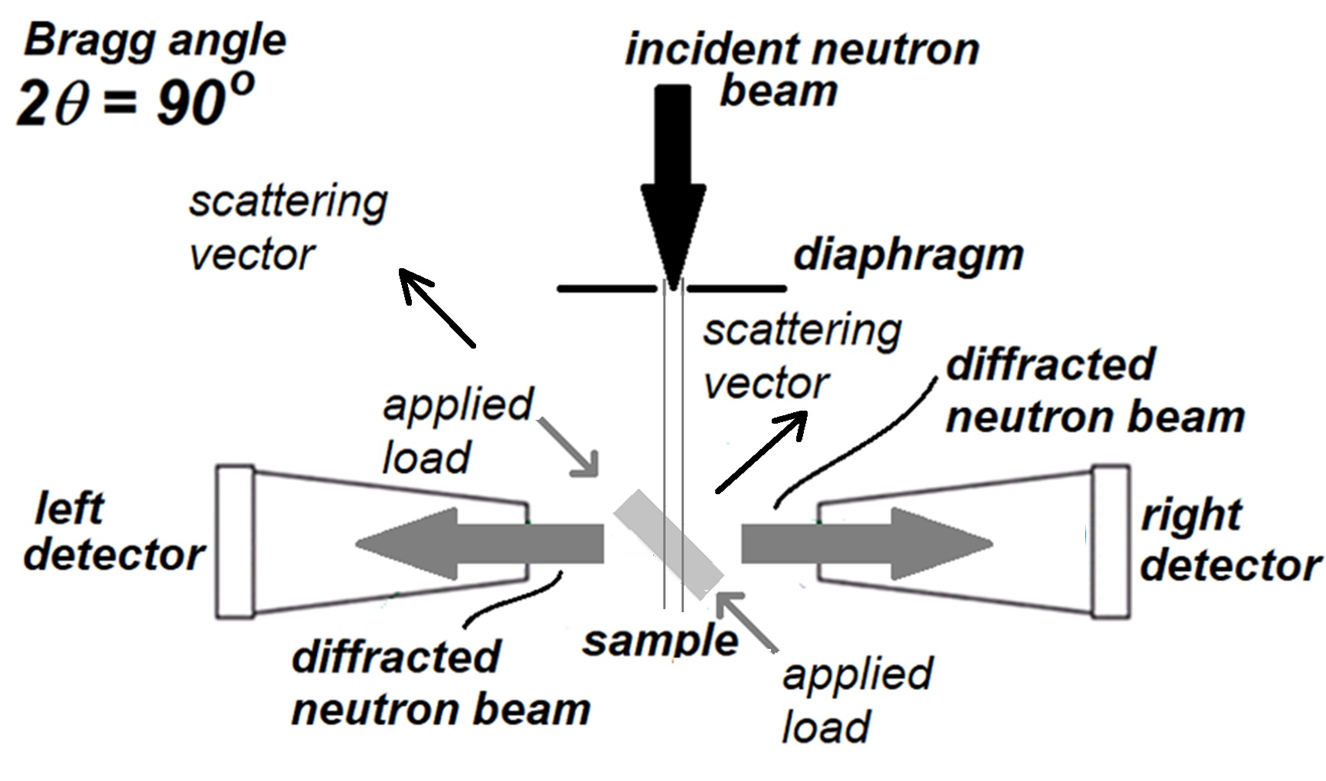 Bragg angle
2θ = 90°
incident neutron
beam
scattering
vector
diaphragm
scattering
vector
diffracted
neutron beam
applied
load
left
detector
right
detector
sample
diffracted
neutron beam
applied
load